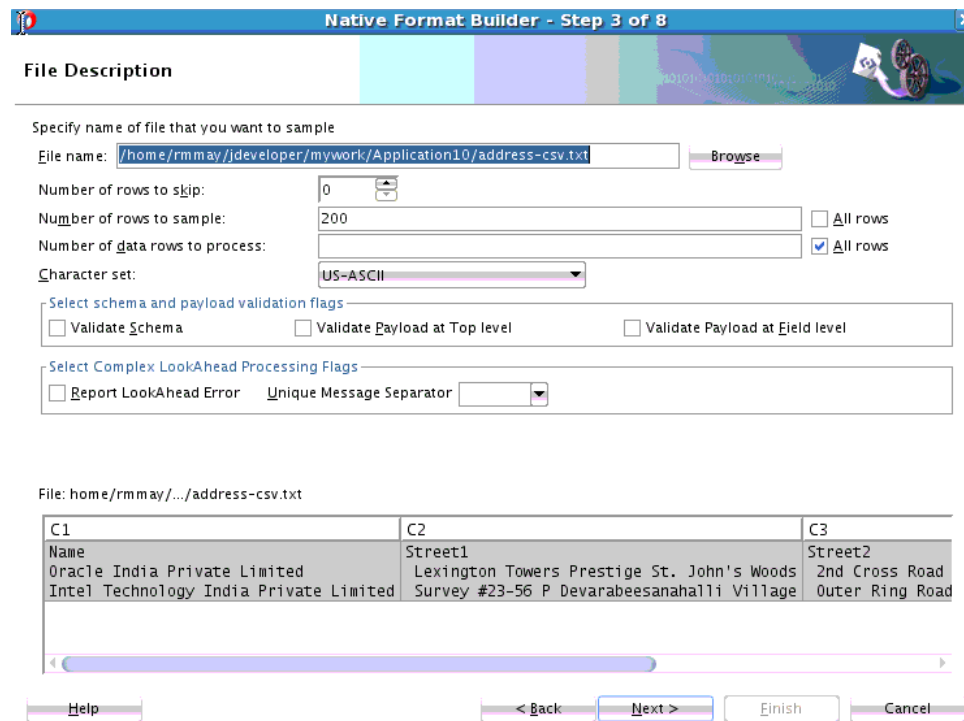 Native Format Builder - Step 3 of 8
File Description
Specify name of file that you want to sample
File name: /home/rmmay/jdeveloper/mywork/Application10/address-csv.txt Browse
Number of rows to skip: 0
Number of rows to sample: 200 All rows
Number of data rows to process: All rows
Character set: US-ASCII
Select schema and payload validation flags
Validate Schema Validate Payload at Top level Validate Payload at Field level
Select Complex LookAhead Processing Flags
Report LookAhead Error Unique Message Separator
File: home/rmmay/.../address-csv.txt
C1 C2 C3
Name Street1 Street2
Oracle India Private Limited Lexington Towers Prestige St. John's Woods 2nd Cross Road
Intel Technology India Private Limited Survey #23-56 P Devarabeesanahalli Village Outer Ring Road
Help < Back Next > Finish Cancel